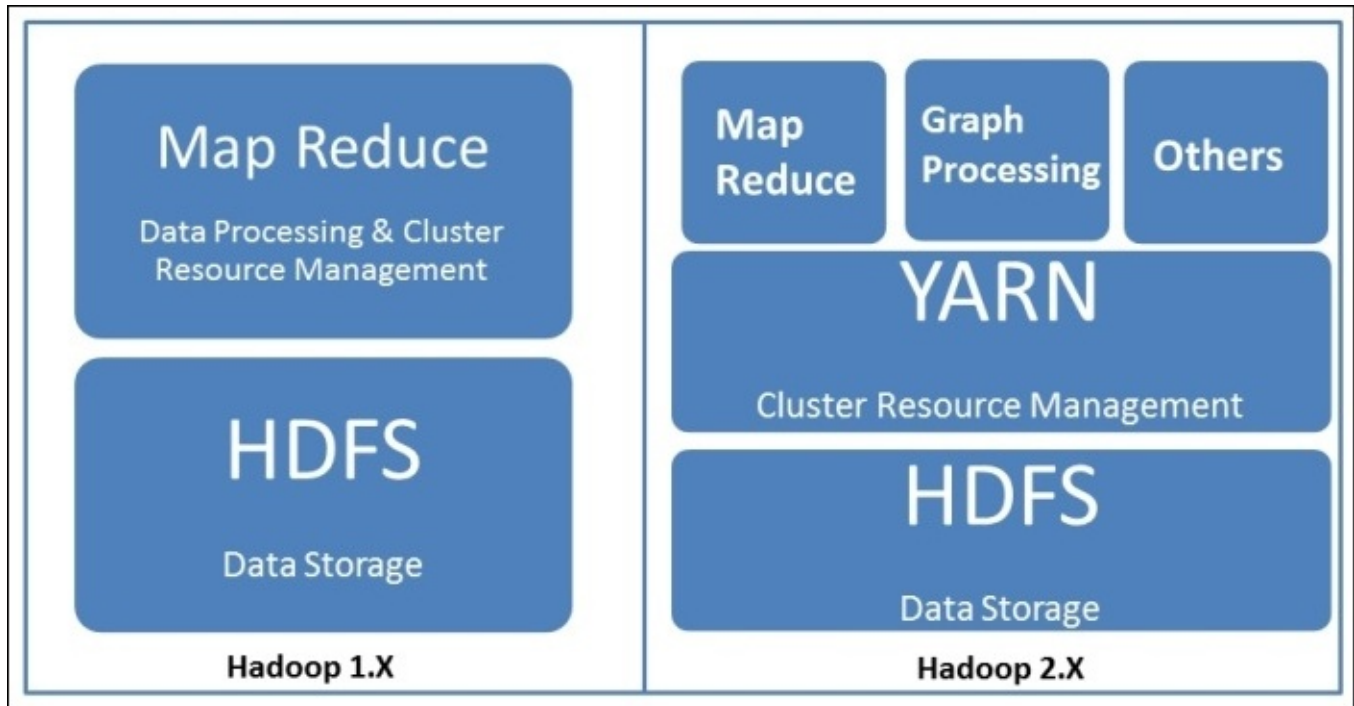 Map Reduce
Data Processing & Cluster
Resource Management
HDFS
Data Storage
Hadoop 1.X
Map
Reduce
Graph
Processing
Others
YARN
Cluster Resource Management
HDFS
Data Storage
Hadoop 2.X